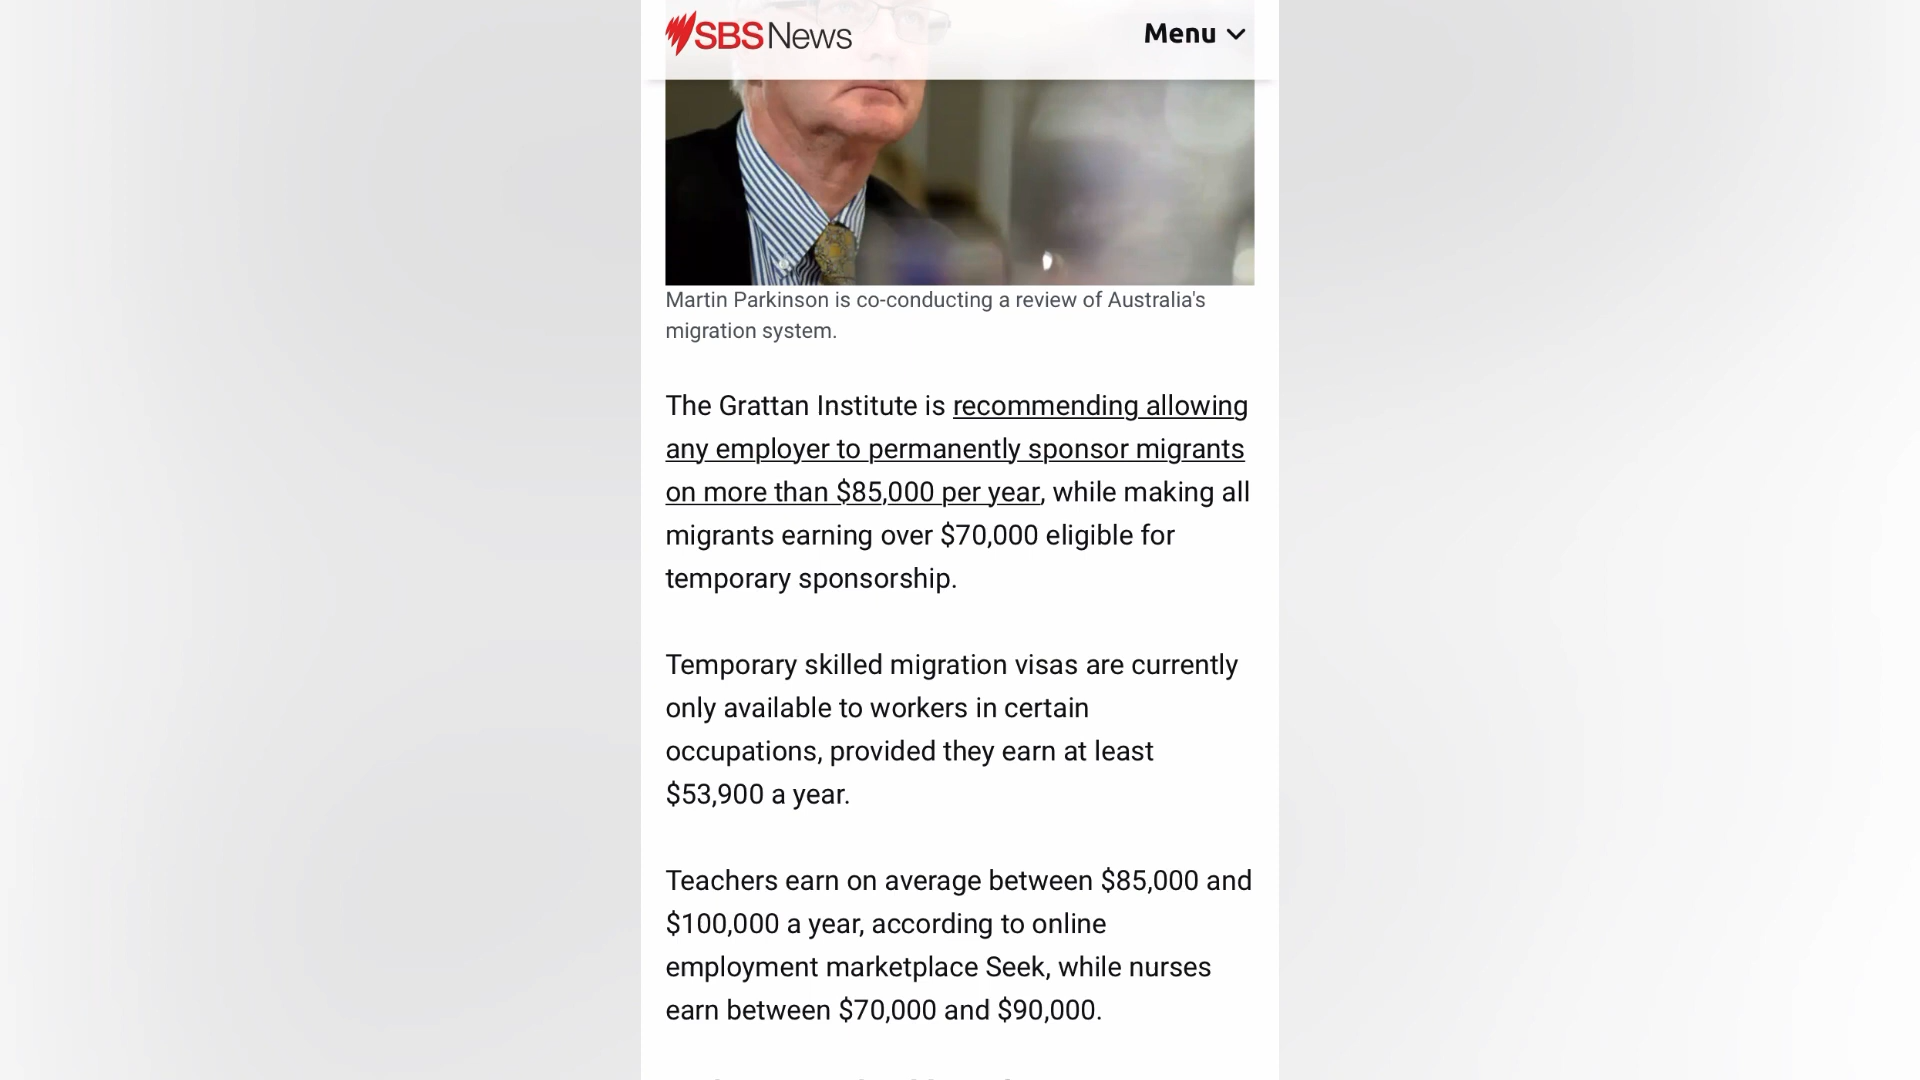 SBS News
Menu
Martin Parkinson is co-conducting a review of Australia's
migration system.
The Grattan Institute is recommending allowing
any employer to permanently sponsor migrants
on more than $85,000 per year, while making all
migrants earning over $70,000 eligible for
temporary sponsorship.
Temporary skilled migration visas are currently
only available to workers in certain
occupations, provided they earn at least
$53,900 a year.
Teachers earn on average between $85,000 and
$100,000 a year, according to online
employment marketplace Seek, while nurses
earn between $70,000 and $90,000.